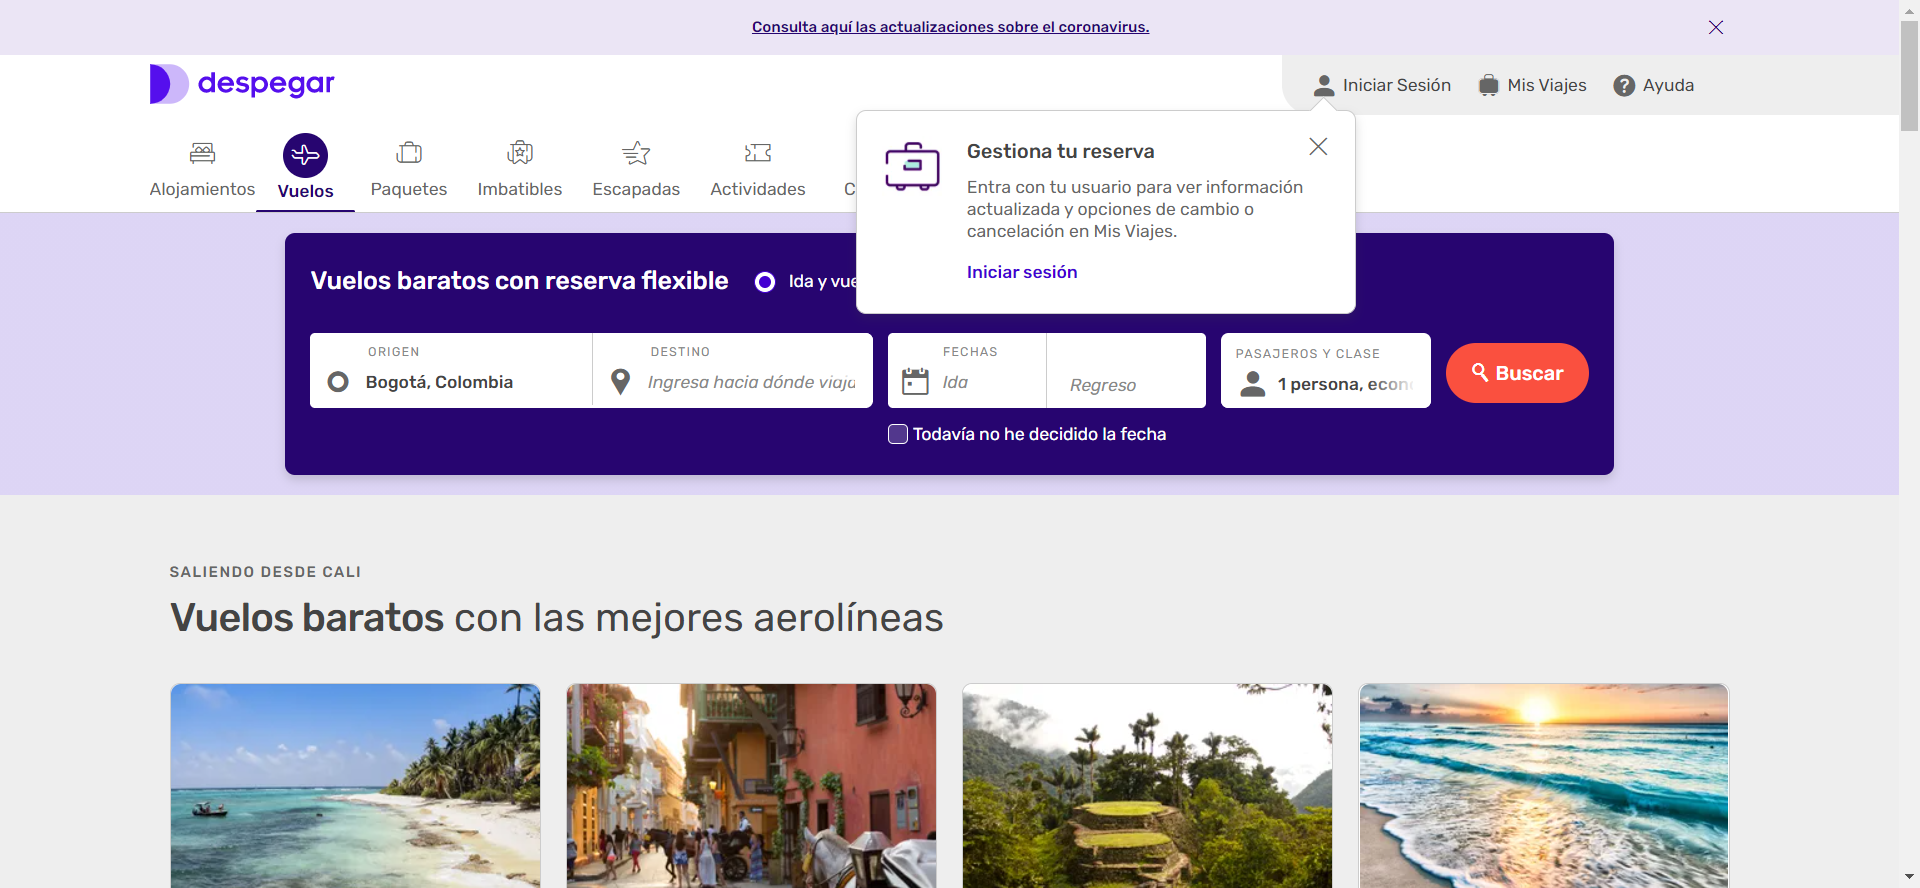 Consulta aquí las actualizaciones sobre el coronavirus.
despegar
Iniciar Sesión
Mis Viajes
? Ayuda
Alojamientos
Vuelos
Paquetes
Imbatibles
Escapadas
Actividades
C
Gestiona tu reserva
Entra con tu usuario para ver información
actualizada y opciones de cambio o
cancelación en Mis Viajes.
Iniciar sesión
Vuelos baratos con reserva flexible
Ida y vue
ORIGEN
Bogotá, Colombia
DESTINO
Ingresa hacia dónde viaja
FECHAS
Ida
Regreso
PASAJEROS Y CLASE
1 persona, econ
Buscar
Todavía no he decidido la fecha
SALIENDO DESDE CALI
Vuelos baratos con las mejores aerolíneas